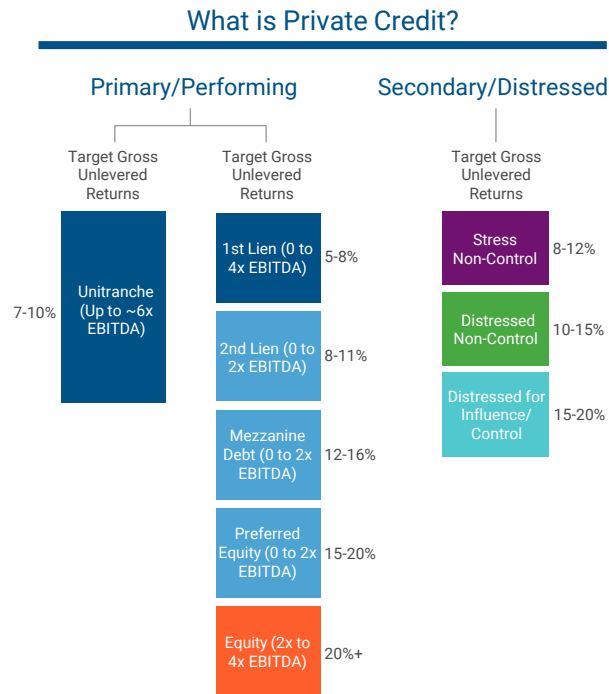 What is Private Credit?
Primary/Performing
Secondary/Distressed
Target Gross
Unlevered
Returns
Target Gross
Unlevered
Returns
Target Gross
Unlevered
Returns
7-10%
Unitranche
(Up to ~6x
EBITDA)
1st Lien (0 to
4x EBITDA)
5-8%
2nd Lien (0 to
2x EBITDA)
8-11%
Mezzanine
Debt (0 to 2x
EBITDA)
12-16%
Preferred
Equity (0 to 2x
EBITDA)
15-20%
Equity (2x to
4x EBITDA)
20%+
Stress
Non-Control
8-12%
Distressed
Non-Control
10-15%
Distressed for
Influence/
Control
15-20%